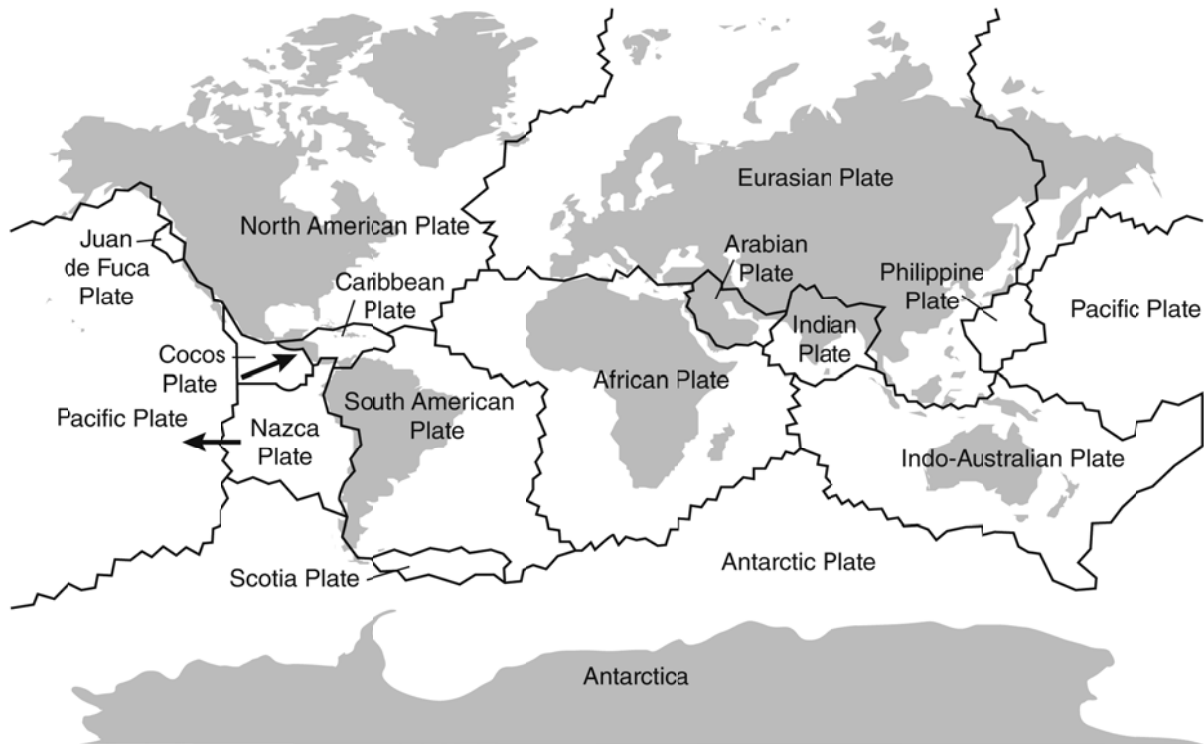 Eurasian Plate
North American Plate
Juan
de Fuca
Plate
Arabian
Plate
Caribbean
Plate
Philippine
Plate
Pacific Plate
Indian
Plate
Cocos
Plate
African Plate
South American
Plate
Pacific Plate
Nazca
Plate
Indo-Australian Plate
Scotia Plate
Antarctic Plate
Antarctica